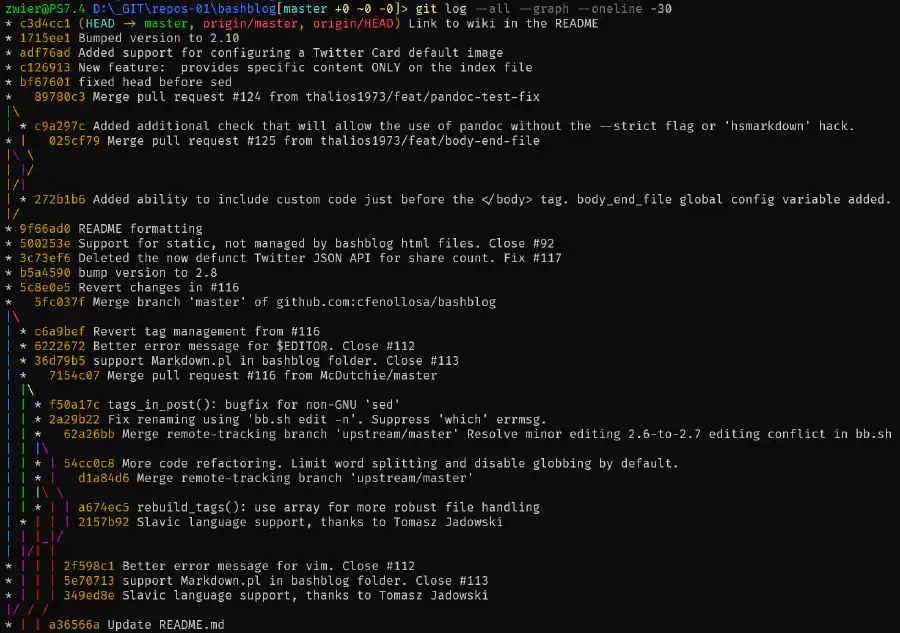 zwier@PS7.4 D:\_GIT\repos-01\bashblog[master +0 ~0 -0]> git log --all --graph --oneline -30
* c3d4cc1 (HEAD → master, origin/master, origin/HEAD) Link to wiki in the README
* 1715ee1 Bumped version to 2.10
* adf76ad Added support for configuring a Twitter Card default image
* c126913 New feature:  provides specific content ONLY on the index file
* bf67601 fixed head before sed
*   89780c3 Merge pull request #124 from thalios1973/feat/pandoc-test-fix
|\
| * c9a297c Added additional check that will allow the use of pandoc without the --strict flag or 'hsmarkdown' hack.
* |   025cf79 Merge pull request #125 from thalios1973/feat/body-end-file
|\ \
| |/
|/|
| * 272b1b6 Added ability to include custom code just before the </body> tag. body_end_file global config variable added.
|/
* 9f66ad0 README formatting
* 500253e Support for static, not managed by bashblog html files. Close #92
* 3c73ef6 Deleted the now defunct Twitter JSON API for share count. Fix #117
* b5a4590 bump version to 2.8
* 5c8e0e5 Revert changes in #116
*   5fc037f Merge branch 'master' of github.com:cfenollosa/bashblog
|\
| * c6a9bef Revert tag management from #116
| * 6222672 Better error message for $EDITOR. Close #112
| * 36d79b5 support Markdown.pl in bashblog folder. Close #113
| *   7154c07 Merge pull request #116 from McDutchie/master
| |\
| | * f50a17c tags_in_post(): bugfix for non-GNU 'sed'
| | * 2a29b22 Fix renaming using 'bb.sh edit -n'. Suppress 'which' errmsg.
| | *   62a26bb Merge remote-tracking branch 'upstream/master' Resolve minor editing 2.6-to-2.7 editing conflict in bb.sh
| | |\
| | * | 54cc0c8 More code refactoring. Limit word splitting and disable globbing by default.
| | * |   d1a84d6 Merge remote-tracking branch 'upstream/master'
| | |\ \
| | * | | a674ec5 rebuild_tags(): use array for more robust file handling
| * | | | 2157b92 Slavic language support, thanks to Tomasz Jadowski
| | |_|/
| |/| |
* | | | 2f598c1 Better error message for vim. Close #112
* | | | 5e70713 support Markdown.pl in bashblog folder. Close #113
* | | | 349ed8e Slavic language support, thanks to Tomasz Jadowski
|/ / /
* | | a36566a Update README.md